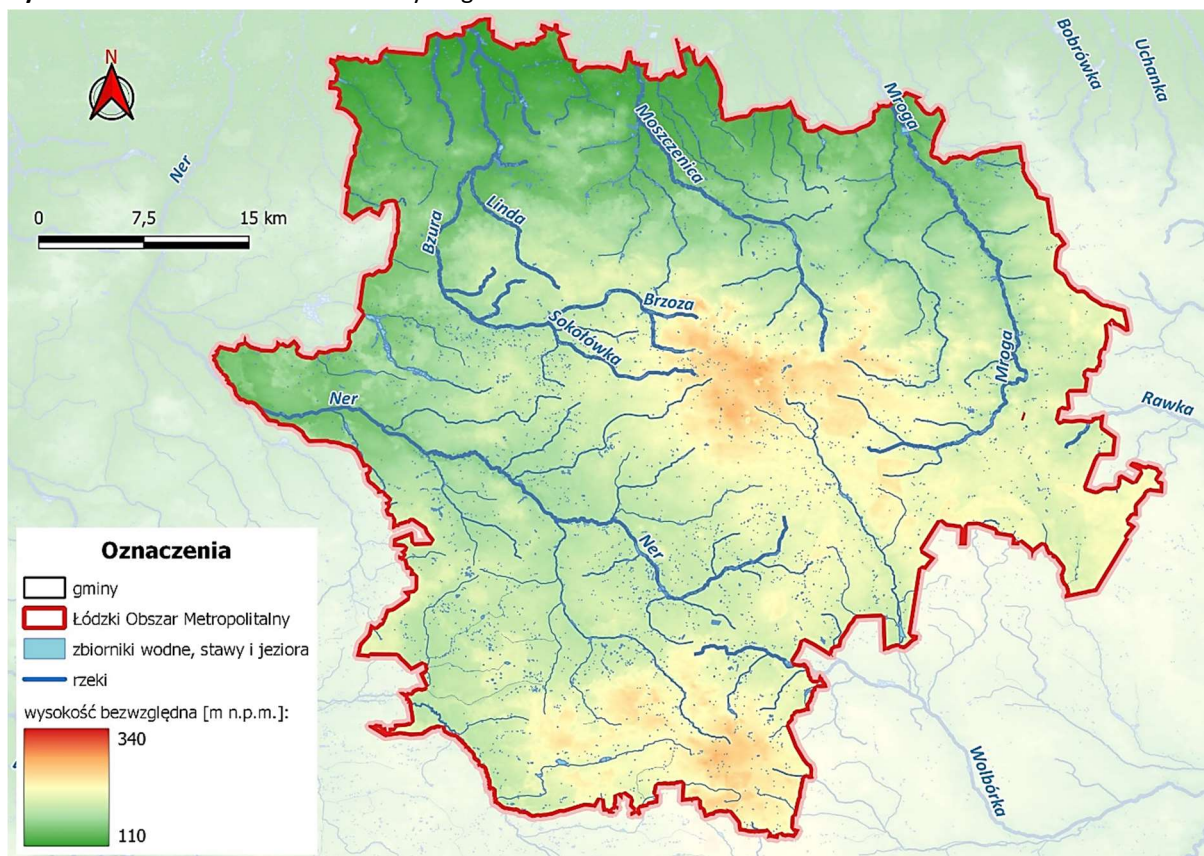 N
Ner
0 7,5 15 km
Bobrówka
Uchanka
Mroga
Moszczenica
Linda
Bzura
Brzoza
Sokołówka
Mroga
Rawka
Ner
Ner
Wolbórka
Oznaczenia
gminy
Łódzki Obszar Metropolitalny
zbiorniki wodne, stawy i jeziora
rzeki
wysokość bezwzględna [m n.p.m.]:
340
110